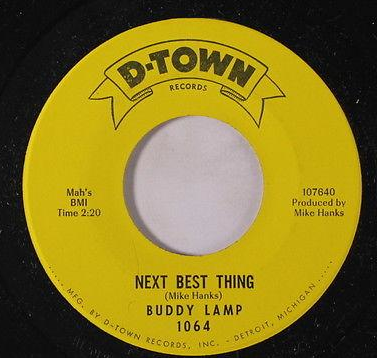 D-TOWN
RECORDS
Mah's
BMI
Time 2:20
107640
Produced by
Mike Hanks
NEXT BEST THING
(Mike Hanks)
BUDDY LAMP
1064
..... MFG. BY D-TOWN RECORDS, INC. - DETROIT, MICHIGAN .....